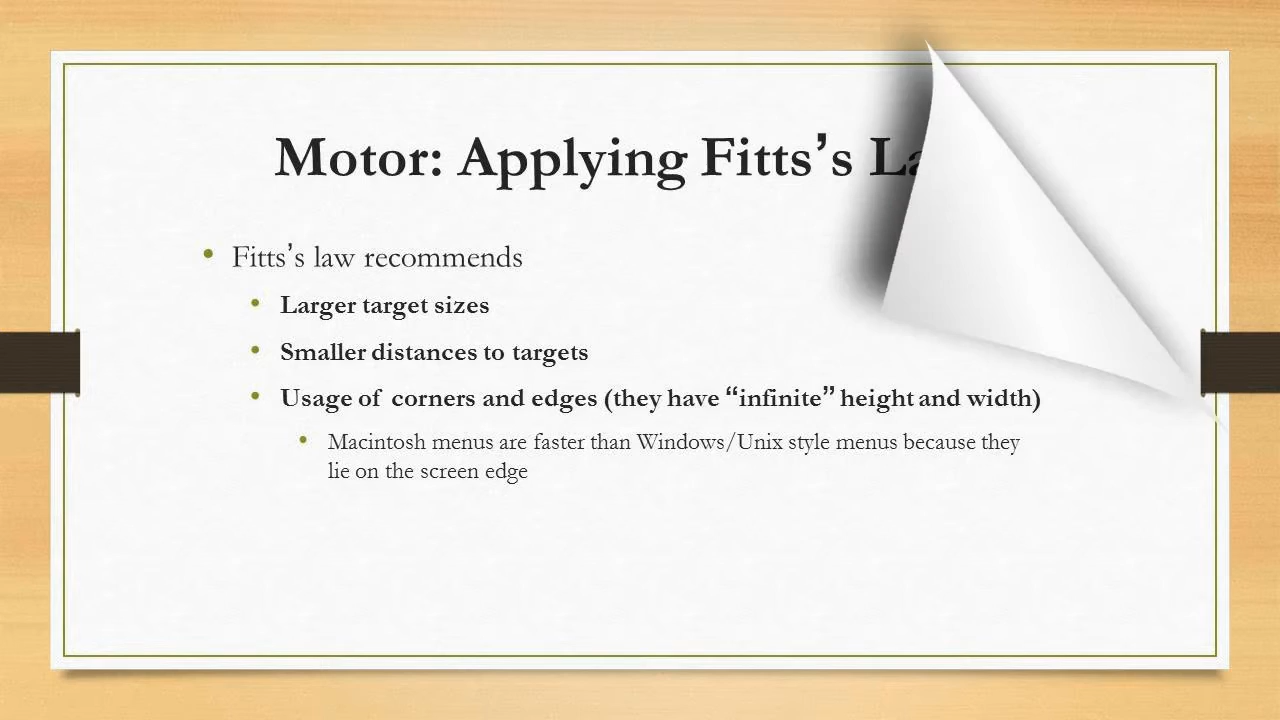 Motor: Applying Fitts’s La
Fitts’s law recommends
Larger target sizes
Smaller distances to targets
Usage of corners and edges (they have “infinite” height and width)
Macintosh menus are faster than Windows/Unix style menus because they
lie on the screen edge